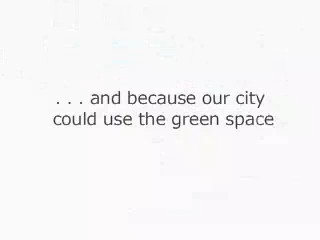 . . . and because our city
could use the green space